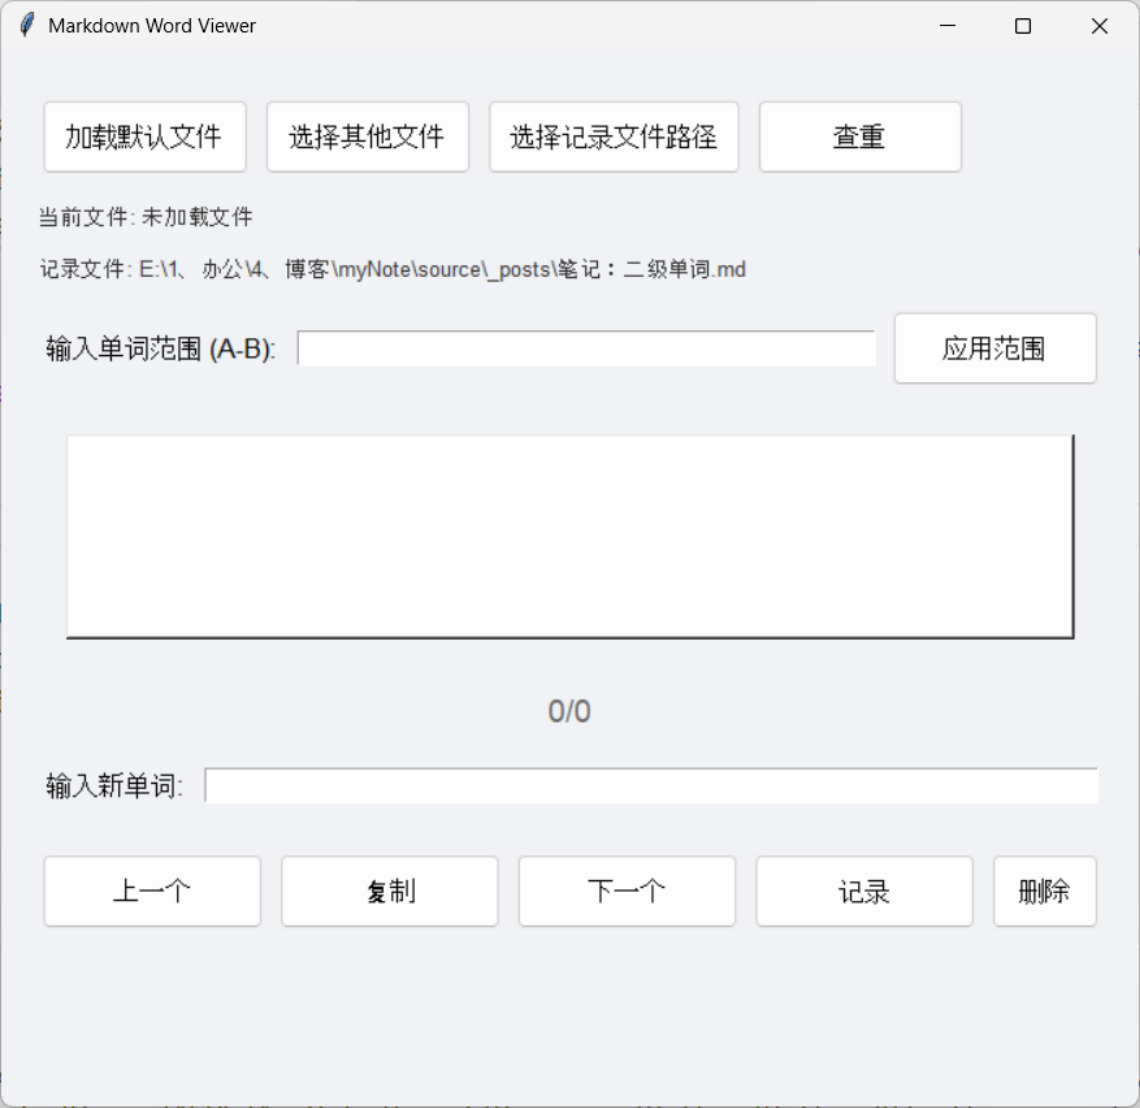 Markdown Word Viewer
加载默认文件 选择其他文件 选择记录文件路径 查重
当前文件: 未加载文件
记录文件: E:\1、办公\4、博客\myNote\source\_posts\笔记：二级单词.md
输入单词范围 (A-B): 应用范围
0/0
输入新单词:
上一个 复制 下一个 记录 删除